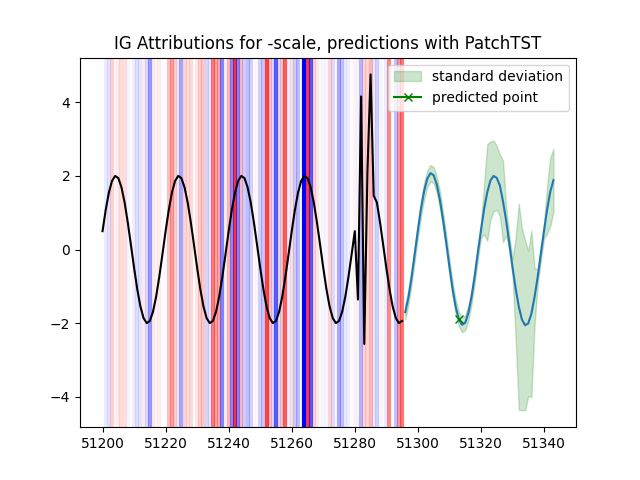 IG Attributions for -scale, predictions with PatchTST
standard deviation
predicted point
4
2
0
−2
−4
51200 51220 51240 51260 51280 51300 51320 51340